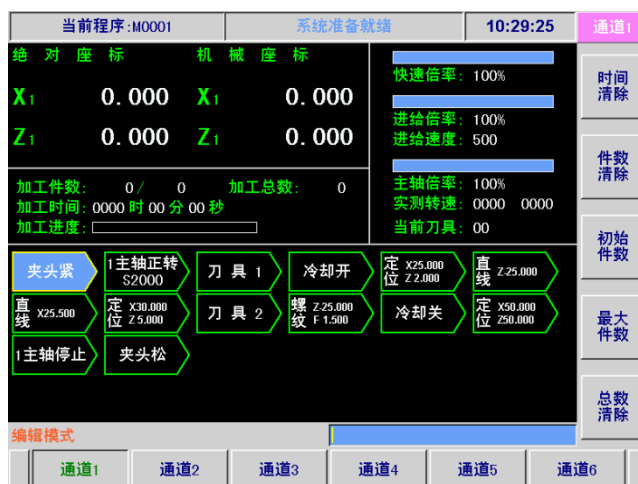 当前程序:M0001 系统准备就绪 10:29:25 通道1
绝 对 座 标 机 械 座 标
X1 0.000 X1 0.000
Z1 0.000 Z1 0.000
快速倍率: 100%
进给倍率: 100%
进给速度: 500
主轴倍率: 100%
实测转速: 0000 0000
当前刀具: 00
加工件数: 0/ 0 加工总数: 0
加工时间: 0000 时 00 分 00 秒
加工进度:
夹头紧
1主轴正转
S2000
刀 具 1
冷却开
定位 X25.000
Z 2.000
直线 Z-25.000
直线 X25.500
定位 X30.000
Z 5.000
刀 具 2
螺纹 Z-25.000
F 1.500
冷却关
定位 X50.000
Z50.000
1主轴停止
夹头松
时间
清除
件数
清除
初始
件数
最大
件数
总数
清除
编辑模式
通道1 通道2 通道3 通道4 通道5 通道6